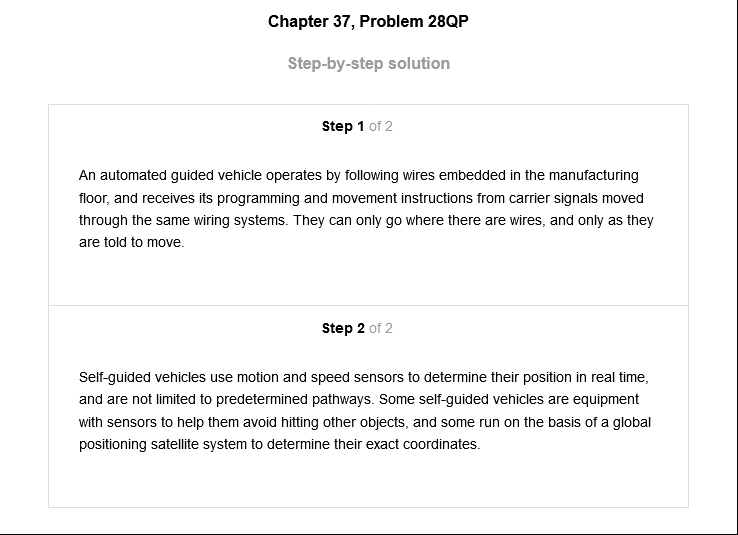 Chapter 37, Problem 28QP
Step-by-step solution
Step 1 of 2
An automated guided vehicle operates by following wires embedded in the manufacturing
floor, and receives its programming and movement instructions from carrier signals moved
through the same wiring systems. They can only go where there are wires, and only as they
are told to move.
Step 2 of 2
Self-guided vehicles use motion and speed sensors to determine their position in real time,
and are not limited to predetermined pathways. Some self-guided vehicles are equipment
with sensors to help them avoid hitting other objects, and some run on the basis of a global
positioning satellite system to determine their exact coordinates.